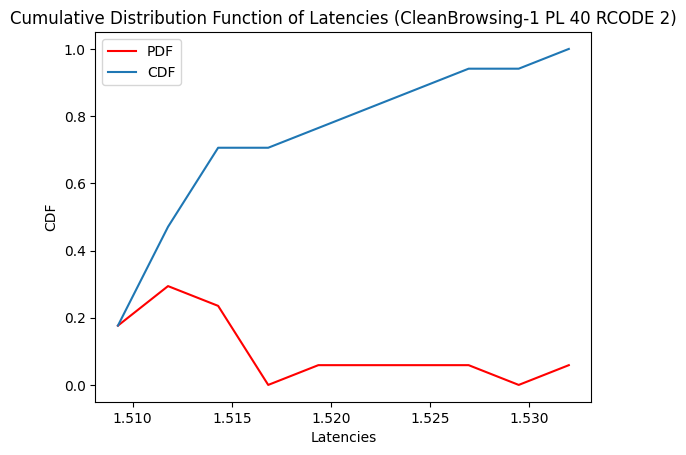 Cumulative Distribution Function of Latencies (CleanBrowsing-1 PL 40 RCODE 2)
PDF
CDF
1.0
0.8
0.6
0.4
0.2
0.0
CDF
1.510
1.515
1.520
1.525
1.530
Latencies